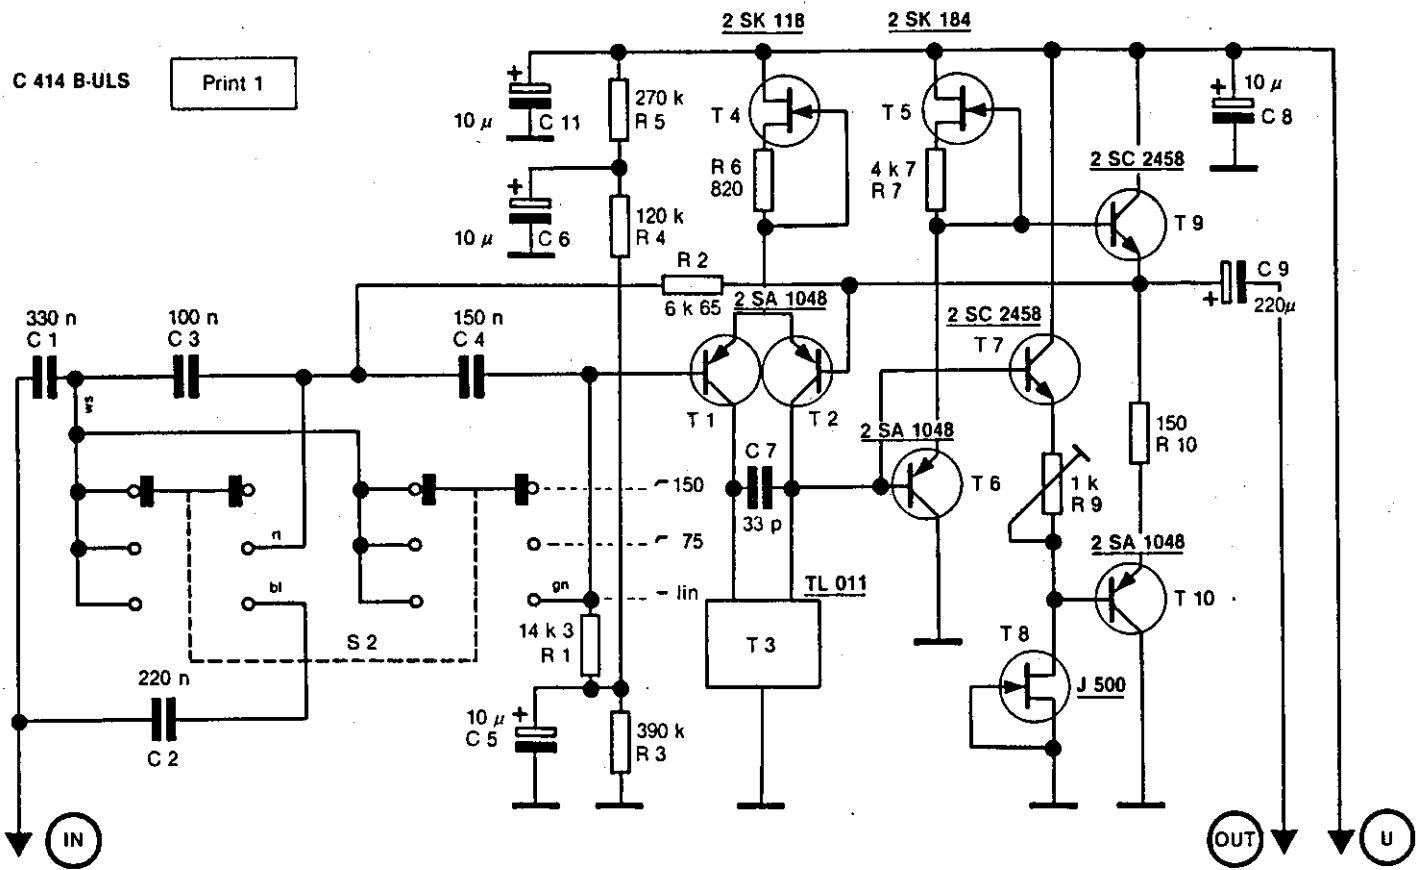 2 SK 118
2 SK 184
C 414 B-ULS
Print 1
10 µ
C 11
270 k
R 5
T 4
T 5
10 µ
C 8
R 6
820
4 k 7
R 7
2 SC 2458
10 µ
C 6
120 k
R 4
T 9
R 2
6 k 65
2 SA 1048
C 9
220µ
330 n
C 1
100 n
C 3
150 n
C 4
2 SC 2458
T 7
ws
T 1
T 2
2 SA 1048
150
R 10
C 7
33 p
T 6
1 k
R 9
150
75
lin
rt
bl
gn
2 SA 1048
TL 011
T 10
S 2
14 k 3
R 1
T 3
T 8
J 500
220 n
C 2
10 µ
C 5
390 k
R 3
IN
OUT
U